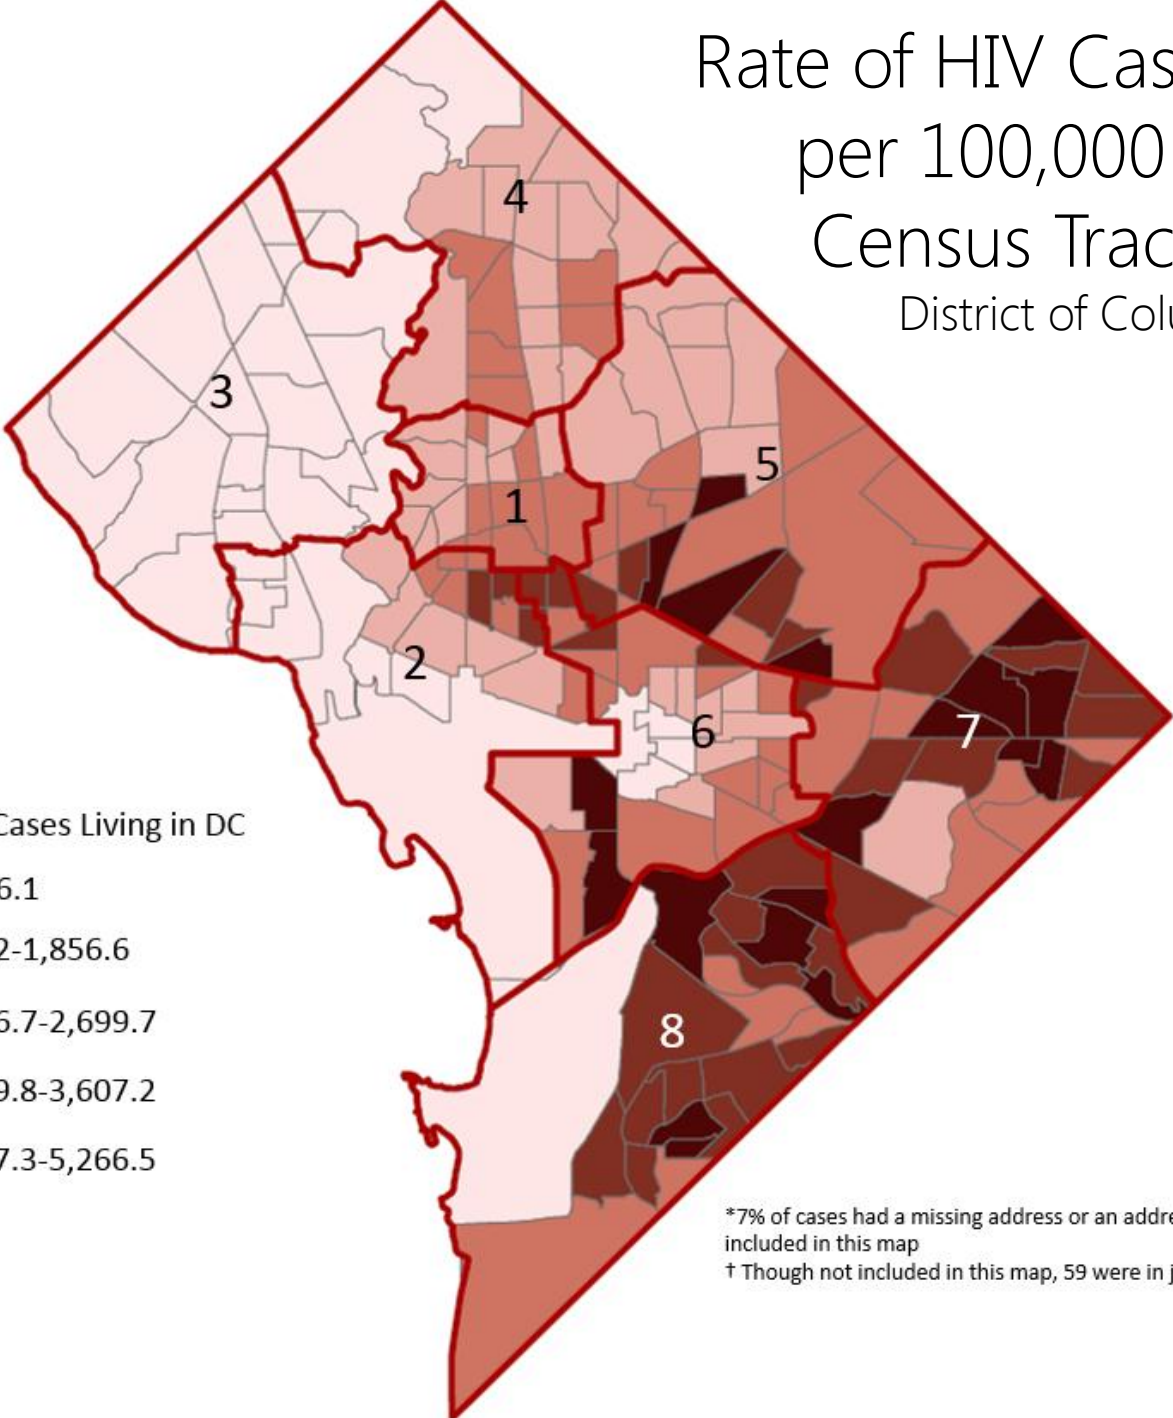 Rate of HIV Cas
per 100,000
Census Trac
District of Colu
4
3
5
1
2
6
7
8
Cases Living in DC
6.1
2-1,856.6
6.7-2,699.7
9.8-3,607.2
7.3-5,266.5
*7% of cases had a missing address or an addre
included in this map
† Though not included in this map, 59 were in j